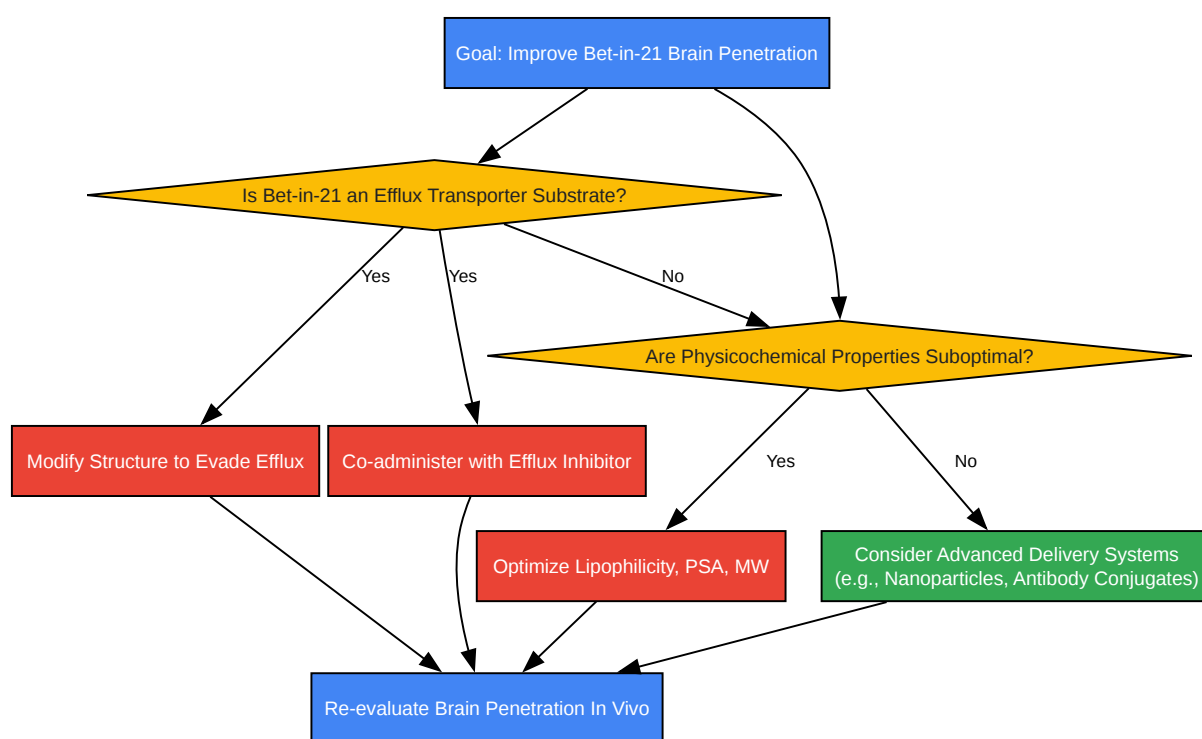 Goal: Improve Bet-in-21 Brain Penetration
Is Bet-in-21 an Efflux Transporter Substrate?
Yes
Yes
No
Are Physicochemical Properties Suboptimal?
Modify Structure to Evade Efflux
Co-administer with Efflux Inhibitor
Yes
No
Optimize Lipophilicity, PSA, MW
Consider Advanced Delivery Systems
(e.g., Nanoparticles, Antibody Conjugates)
Re-evaluate Brain Penetration In Vivo